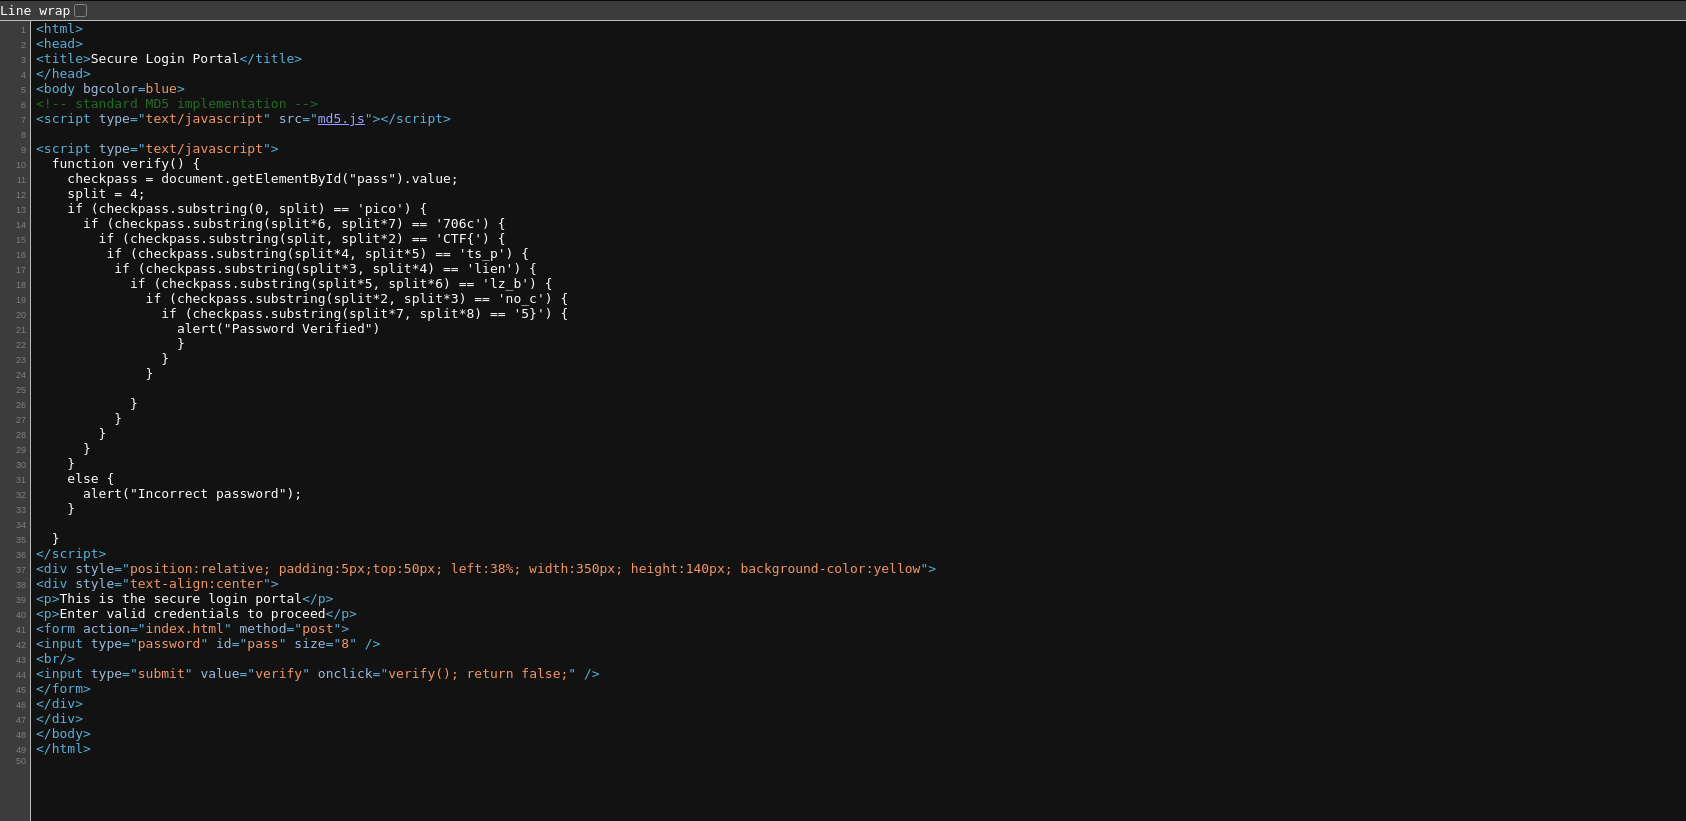 Line wrap
1 <html>
2 <head>
3 <title>Secure Login Portal</title>
4 </head>
5 <body bgcolor=blue>
6 <!-- standard MD5 implementation -->
7 <script type="text/javascript" src="md5.js"></script>
8
9 <script type="text/javascript">
10   function verify() {
11     checkpass = document.getElementById("pass").value;
12     split = 4;
13     if (checkpass.substring(0, split) == 'pico') {
14       if (checkpass.substring(split*6, split*7) == '706c') {
15         if (checkpass.substring(split, split*2) == 'CTF{') {
16          if (checkpass.substring(split*4, split*5) == 'ts_p') {
17           if (checkpass.substring(split*3, split*4) == 'lien') {
18             if (checkpass.substring(split*5, split*6) == 'lz_b') {
19               if (checkpass.substring(split*2, split*3) == 'no_c') {
20                 if (checkpass.substring(split*7, split*8) == '5}') {
21                   alert("Password Verified")
22                   }
23                 }
24               }
25
26             }
27           }
28         }
29       }
30     }
31     else {
32       alert("Incorrect password");
33     }
34
35   }
36 </script>
37 <div style="position:relative; padding:5px;top:50px; left:38%; width:350px; height:140px; background-color:yellow">
38 <div style="text-align:center">
39 <p>This is the secure login portal</p>
40 <p>Enter valid credentials to proceed</p>
41 <form action="index.html" method="post">
42 <input type="password" id="pass" size="8" />
43 <br/>
44 <input type="submit" value="verify" onclick="verify(); return false;" />
45 </form>
46 </div>
47 </div>
48 </body>
49 </html>
50